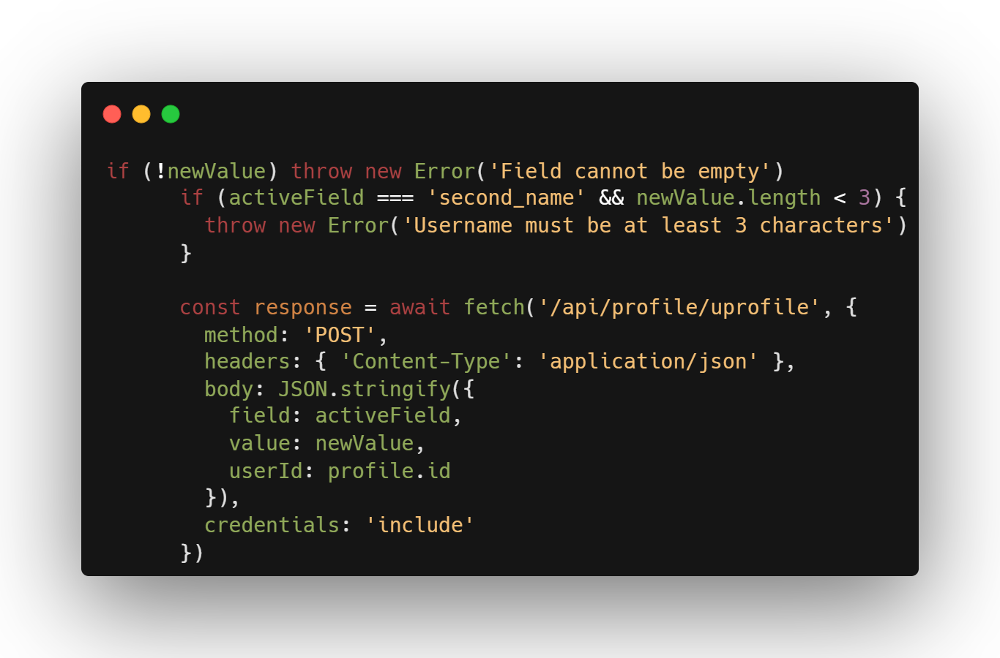 if (!newValue) throw new Error('Field cannot be empty')
      if (activeField === 'second_name' && newValue.length < 3) {
        throw new Error('Username must be at least 3 characters')
      }

      const response = await fetch('/api/profile/uprofile', {
        method: 'POST',
        headers: { 'Content-Type': 'application/json' },
        body: JSON.stringify({
          field: activeField,
          value: newValue,
          userId: profile.id
        }),
        credentials: 'include'
      })